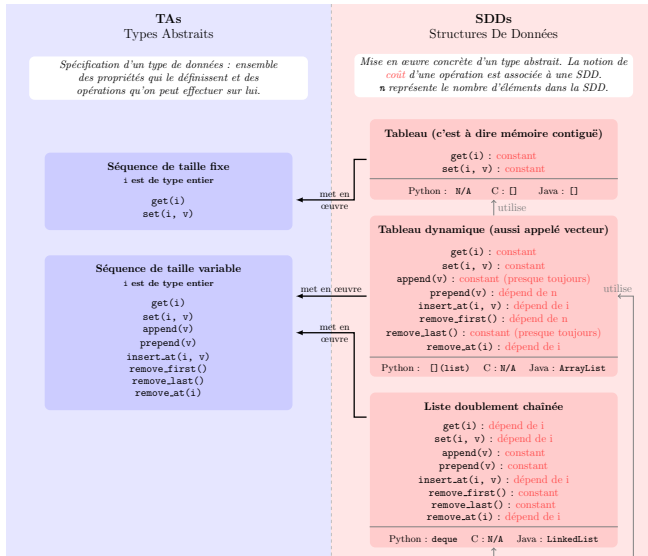 TAs
Types Abstraits
Spécification d'un type de données : ensemble
des propriétés qui le définissent et des
opérations qu'on peut effectuer sur lui.
Séquence de taille fixe
i est de type entier
get(i)
set(i, v)
Séquence de taille variable
i est de type entier
get(i)
set(i, v)
append(v)
prepend(v)
insert_at(i, v)
remove_first()
remove_last()
remove_at(i)
met en
œuvre
met en œuvre
met en
œuvre
SDDs
Structures De Données
Mise en œuvre concrète d'un type abstrait. La notion de
coût d'une opération est associée à une SDD.
n représente le nombre d'éléments dans la SDD.
Tableau (c'est à dire mémoire contiguë)
get(i) : constant
set(i, v) : constant
Python : N/A C : [] Java : []
utilise
Tableau dynamique (aussi appelé vecteur)
get(i) : constant
set(i, v) : constant
append(v) : constant (presque toujours)
prepend(v) : dépend de n
insert_at(i, v) : dépend de i
remove_first() : dépend de n
remove_last() : constant (presque toujours)
remove_at(i) : dépend de i
Python : [](list) C : N/A Java : ArrayList
utilise
Liste doublement chaînée
get(i) : dépend de i
set(i, v) : dépend de i
append(v) : constant
prepend(v) : constant
insert_at(i, v) : dépend de i
remove_first() : constant
remove_last() : constant
remove_at(i) : dépend de i
Python : deque C : N/A Java : LinkedList